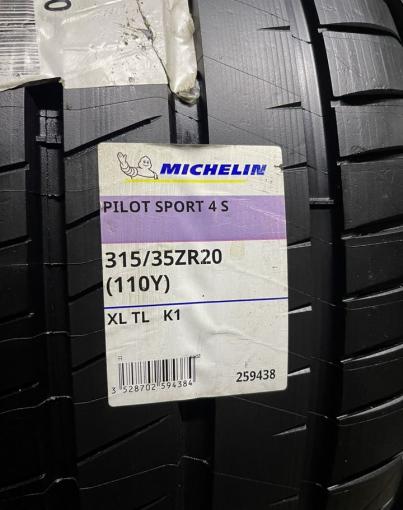 MICHELIN
PILOT SPORT 4 S
315/35ZR20
(110Y)
XL TL K1
3 528702 594384
259438